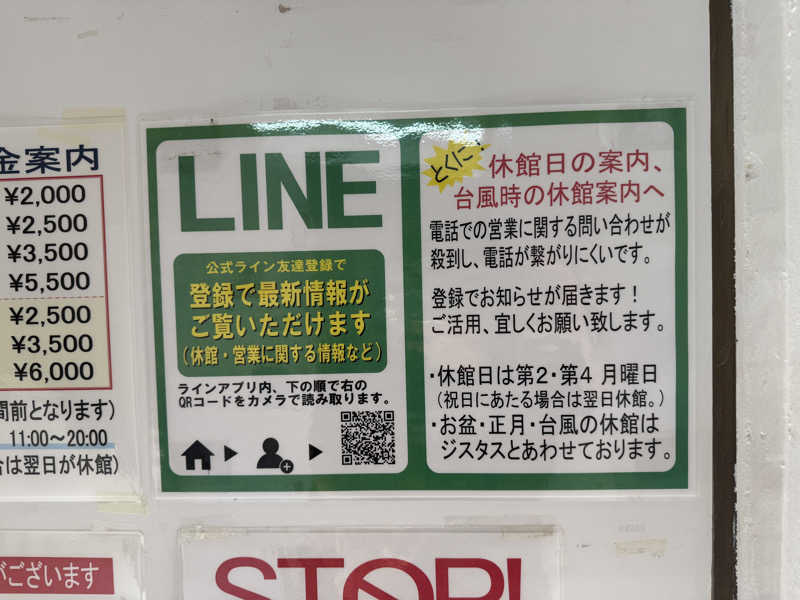 金案内
¥2,000
¥2,500
¥3,500
¥5,500
¥2,500
¥3,500
¥6,000
間前となります）
11:00～20:00
は翌日が休館）
LINE
公式ライン友達登録で
登録で最新情報が
ご覧いただけます
（休館・営業に関する情報など）
ラインアプリ内、下の順で右の
QRコードをカメラで読み取ります。
とくに！
休館日の案内、
台風時の休館案内へ
電話での営業に関する問い合わせが
殺到し、電話が繋がりにくいです。
登録でお知らせが届きます！
ご活用、宜しくお願い致します。
・休館日は第2・第4 月曜日
（祝日にあたる場合は翌日休館。）
・お盆・正月・台風の休館は
ジスタスとあわせております。
がございます
STOP!